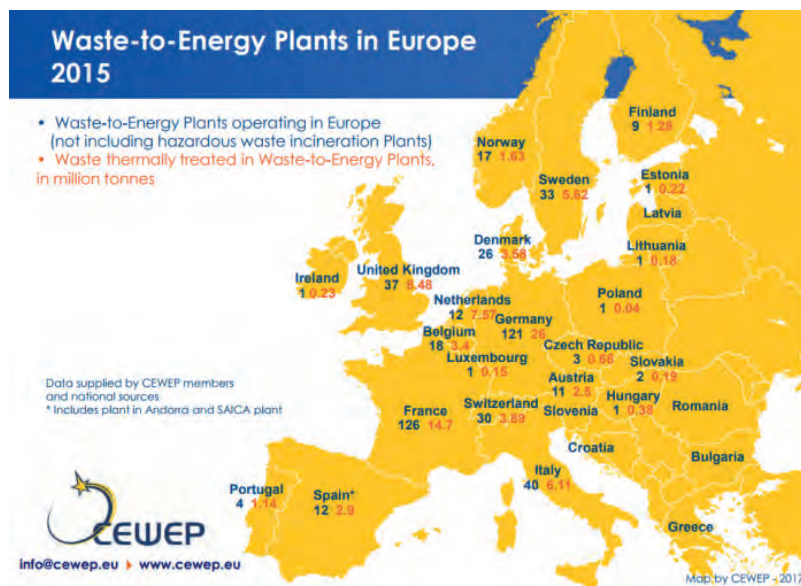 Waste-to-Energy Plants in Europe
2015
• Waste-to-Energy Plants operating in Europe
(not including hazardous waste incineration Plants)
• Waste thermally treated in Waste-to-Energy Plants,
in million tonnes
Finland
9 1.28
Norway
17 1.63
Sweden
33 5.62
Estonia
1 0.22
Latvia
Denmark
26 3.58
Lithuania
1 0.18
Ireland
1 0.23
United Kingdom
37 8.48
Netherlands
12 7.57
Poland
1 0.04
Germany
121 26
Belgium
18 3.4
Czech Republic
3 0.66
Luxembourg
1 0.15
Slovakia
2 0.19
Austria
11 2.5
Data supplied by CEWEP members
and national sources
* Includes plant in Andorra and SAICA plant
France
126 14.7
Switzerland
30 3.89
Slovenia
Hungary
1 0.38
Romania
Croatia
Bulgaria
Italy
40 6.11
Portugal
4 1.14
Spain*
12 2.9
Greece
CEWEP
info@cewep.eu www.cewep.eu
Map by CEWEP - 2017